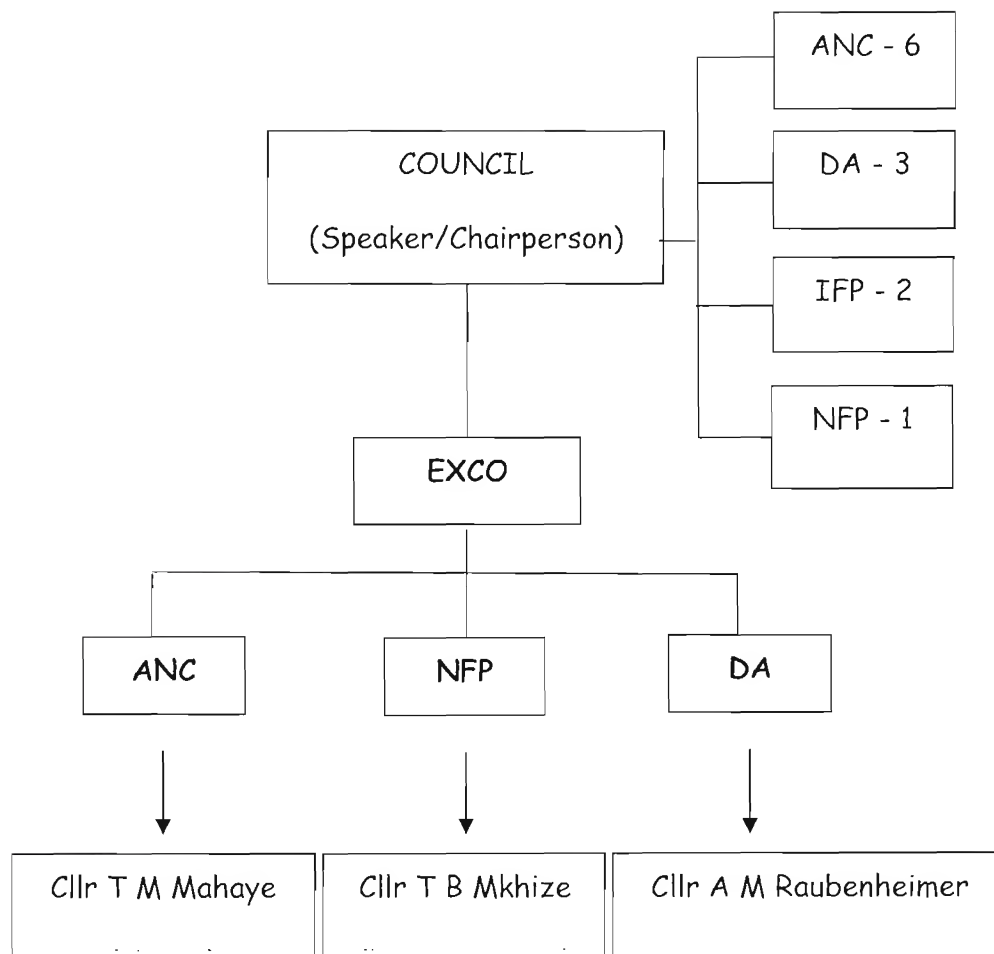 ANC - 6
COUNCIL
(Speaker/Chairperson)
DA - 3
IFP - 2
NFP - 1
EXCO
ANC
NFP
DA
Cllr T M Mahaye
Cllr T B Mkhize
Cllr A M Raubenheimer